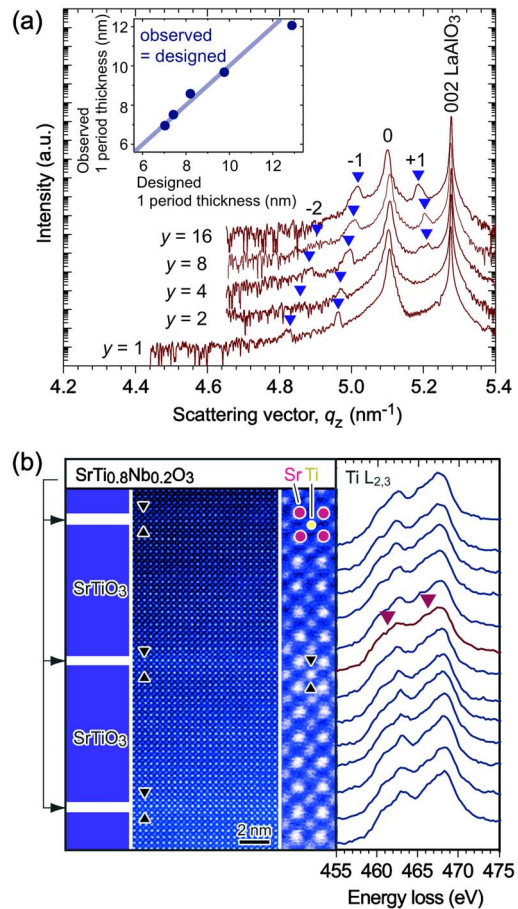 (a)
observed
= designed
Observed
1 period thickness (nm)
12
10
8
6
6 8 10 12
Designed
1 period thickness (nm)
002 LaAlO3
0
-1
+1
-2
y = 16
y = 8
y = 4
y = 2
y = 1
Intensity (a.u.)
4.2 4.4 4.6 4.8 5.0 5.2 5.4
Scattering vector, qz (nm-1)
(b)
SrTi0.8Nb0.2O3
Sr Ti
Ti L2,3
SrTiO3
SrTiO3
2 nm
455 460 465 470 475
Energy loss (eV)